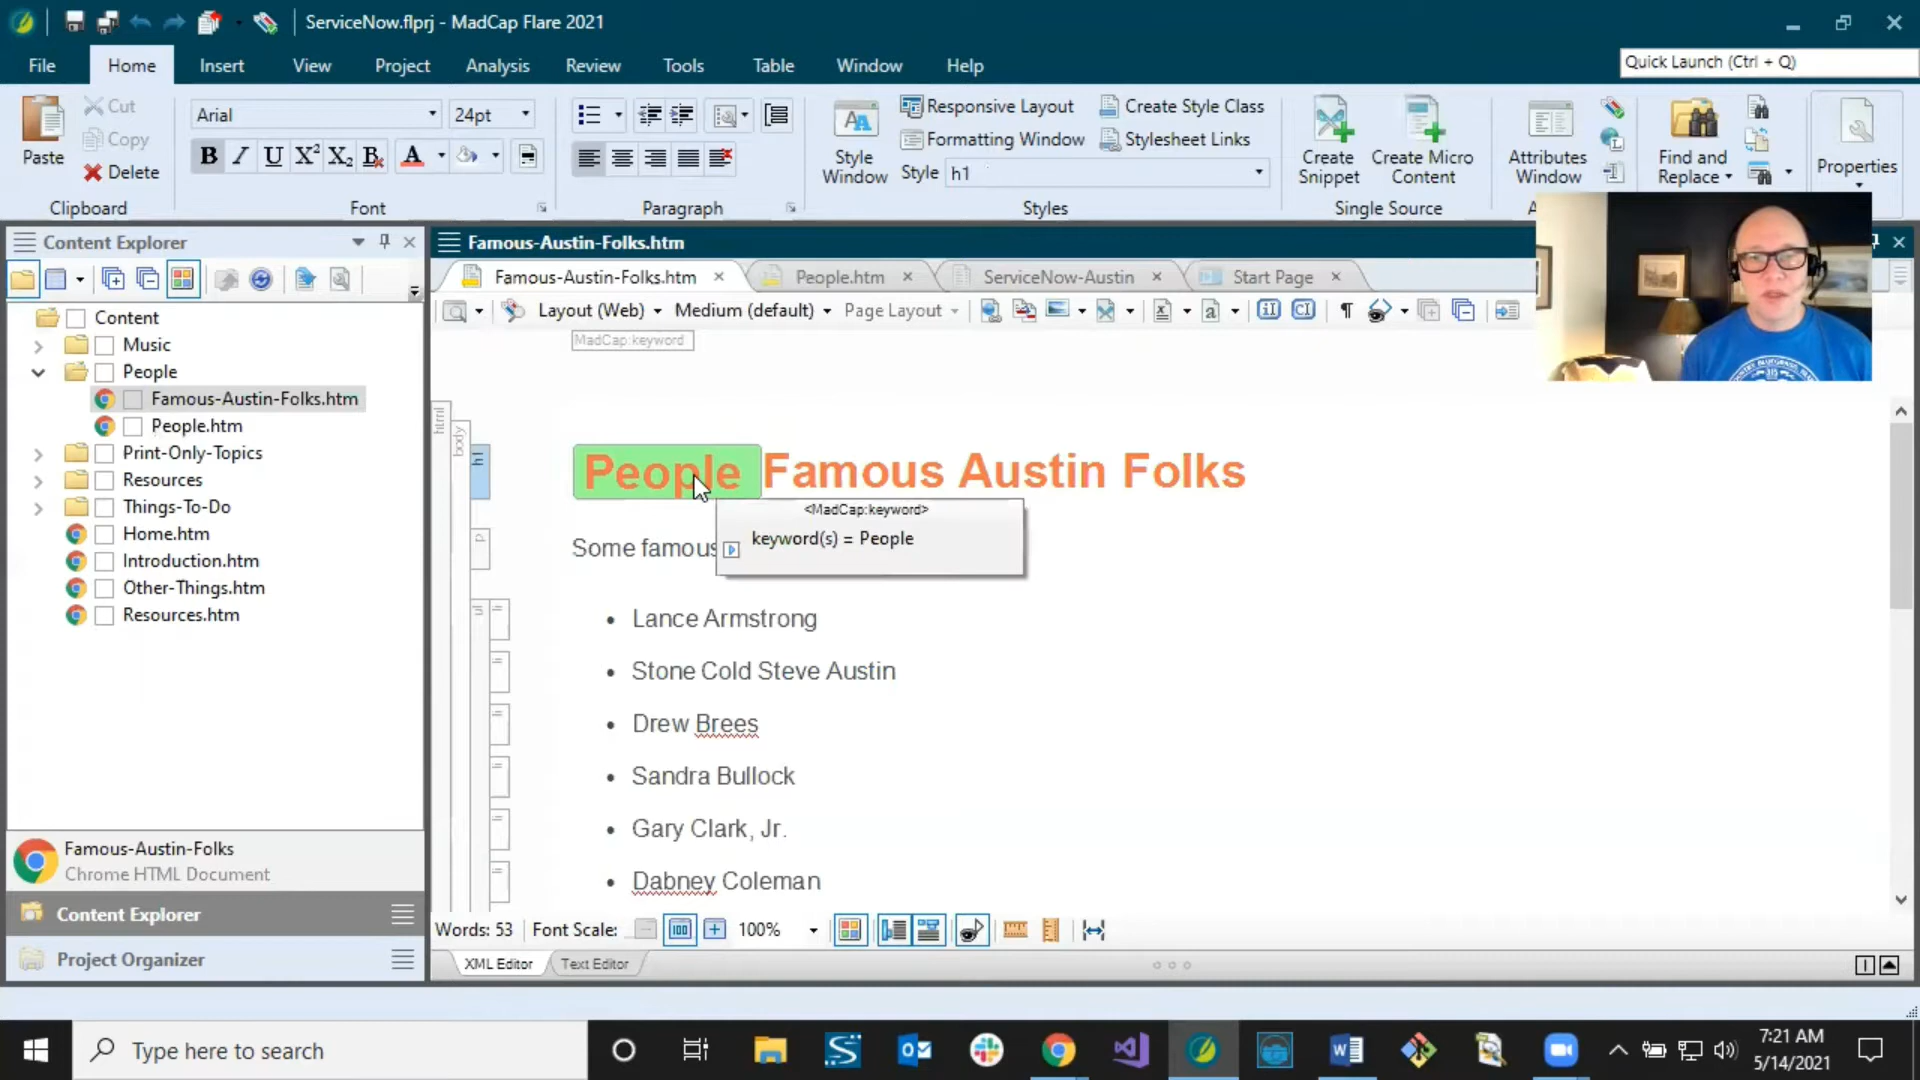 ServiceNow.flprj - MadCap Flare 2021
File Home Insert View Project Analysis Review Tools Table Window Help
Quick Launch (Ctrl + Q)
Paste
Cut
Copy
Delete
Clipboard
Arial 24pt
Font
Paragraph
Style Window
Responsive Layout
Create Style Class
Formatting Window
Stylesheet Links
Style h1
Styles
Create Snippet
Create Micro Content
Single Source
Attributes Window
Find and Replace
Properties
Content Explorer
Content
Music
People
Famous-Austin-Folks.htm
People.htm
Print-Only-Topics
Resources
Things-To-Do
Home.htm
Introduction.htm
Other-Things.htm
Resources.htm
Famous-Austin-Folks
Chrome HTML Document
Content Explorer
Project Organizer
Famous-Austin-Folks.htm
Famous-Austin-Folks.htm People.htm ServiceNow-Austin Start Page
Layout (Web) Medium (default) Page Layout
MadCap:keyword
html
body
h1
People Famous Austin Folks
<MadCap:keyword>
keyword(s) = People
p
Some famous
Lance Armstrong
Stone Cold Steve Austin
Drew Brees
Sandra Bullock
Gary Clark, Jr.
Dabney Coleman
Words: 53 Font Scale: 100%
XML Editor Text Editor
Type here to search
7:21 AM
5/14/2021